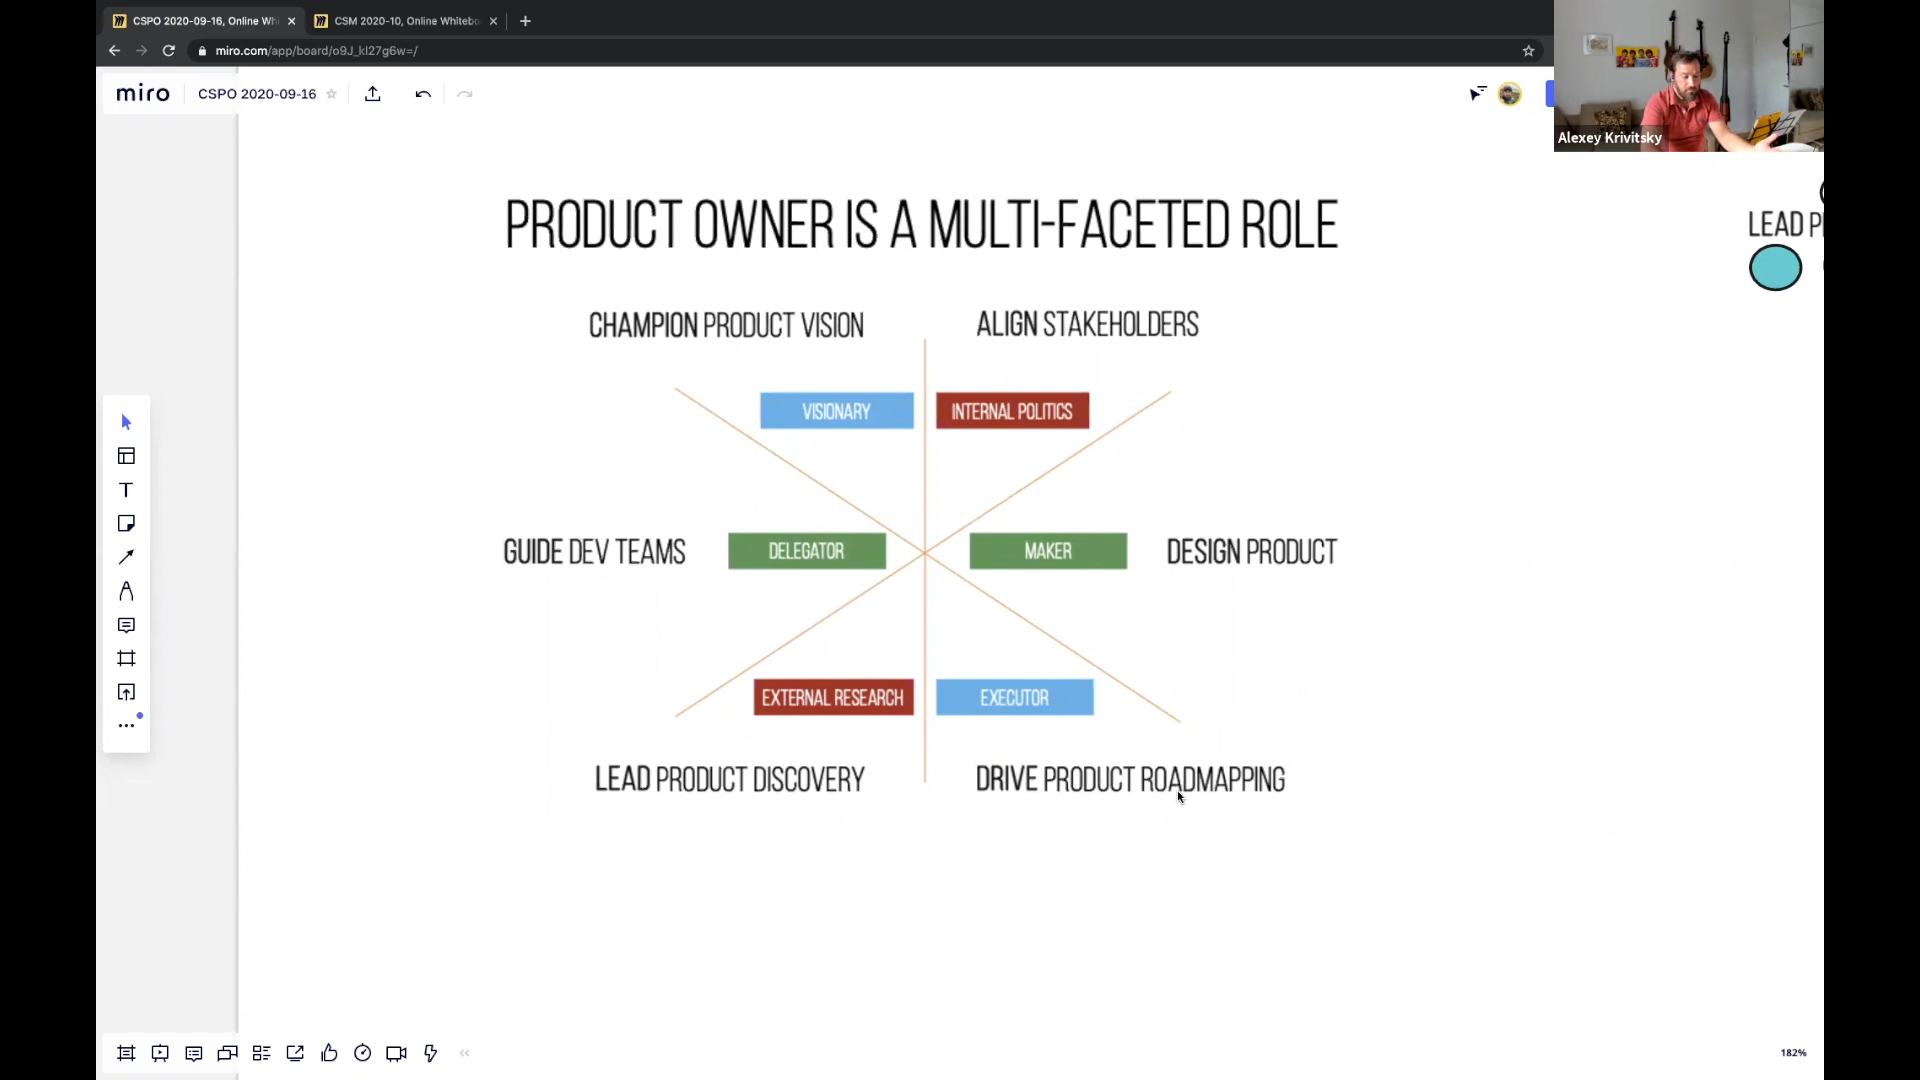 CSPO 2020-09-16, Online Wh
CSM 2020-10, Online Whitebo
miro.com/app/board/o9J_kl27g6w=/
miro
CSPO 2020-09-16
Alexey Krivitsky
PRODUCT OWNER IS A MULTI-FACETED ROLE
LEAD P
CHAMPION PRODUCT VISION
ALIGN STAKEHOLDERS
VISIONARY
INTERNAL POLITICS
GUIDE DEV TEAMS
DELEGATOR
MAKER
DESIGN PRODUCT
EXTERNAL RESEARCH
EXECUTOR
LEAD PRODUCT DISCOVERY
DRIVE PRODUCT ROADMAPPING
182%